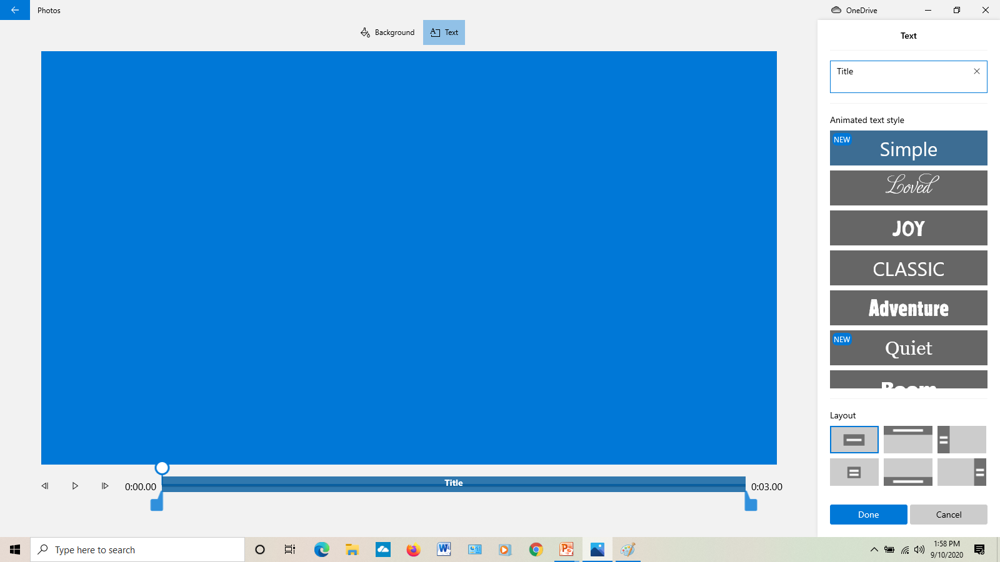 Photos
OneDrive
Background
Text
Text
Title
Animated text style
NEW
Simple
Loved
JOY
CLASSIC
Adventure
NEW
Quiet
Boom
Layout
0:00.00
Title
0:03.00
Done
Cancel
Type here to search
1:58 PM
9/10/2020